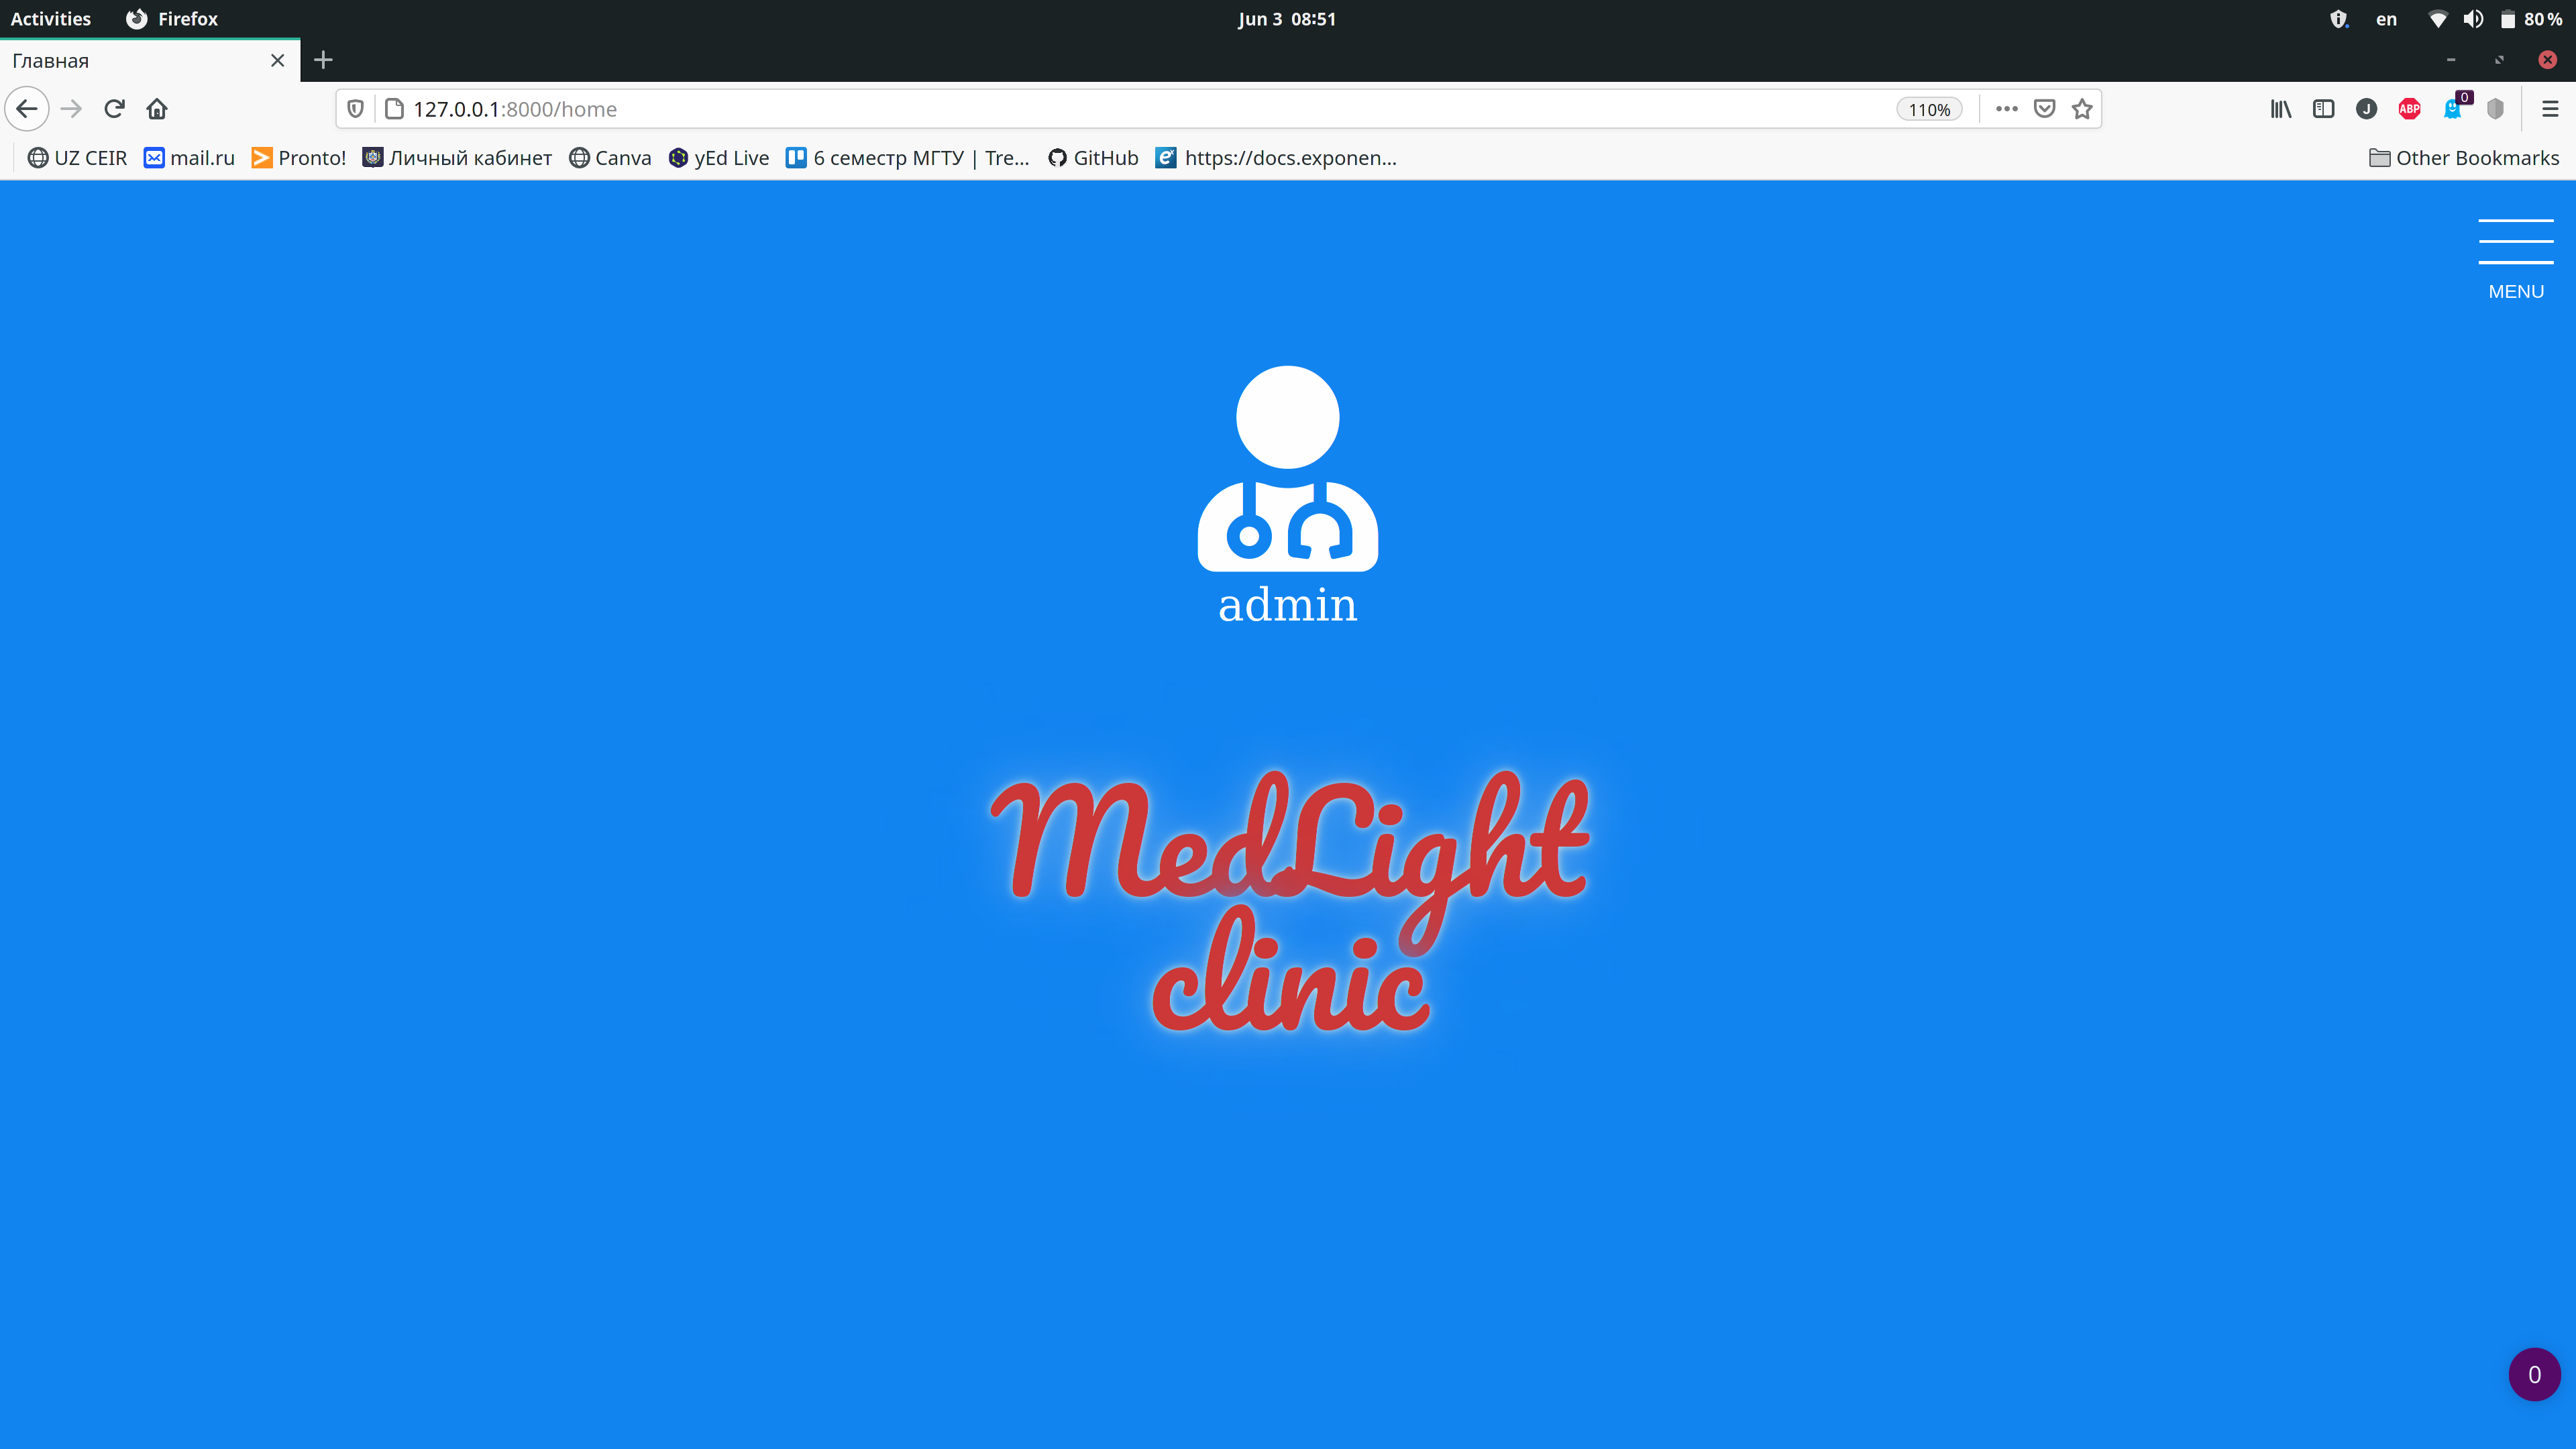 Activities Firefox Jun 3 08:51 en 80 %
Главная
127.0.0.1:8000/home 110% J ABP 0
UZ CEIR mail.ru Pronto! Личный кабинет Canva yEd Live 6 семестр МГТУ | Tre... GitHub https://docs.exponen... Other Bookmarks
MENU
admin
MedLight
clinic
0